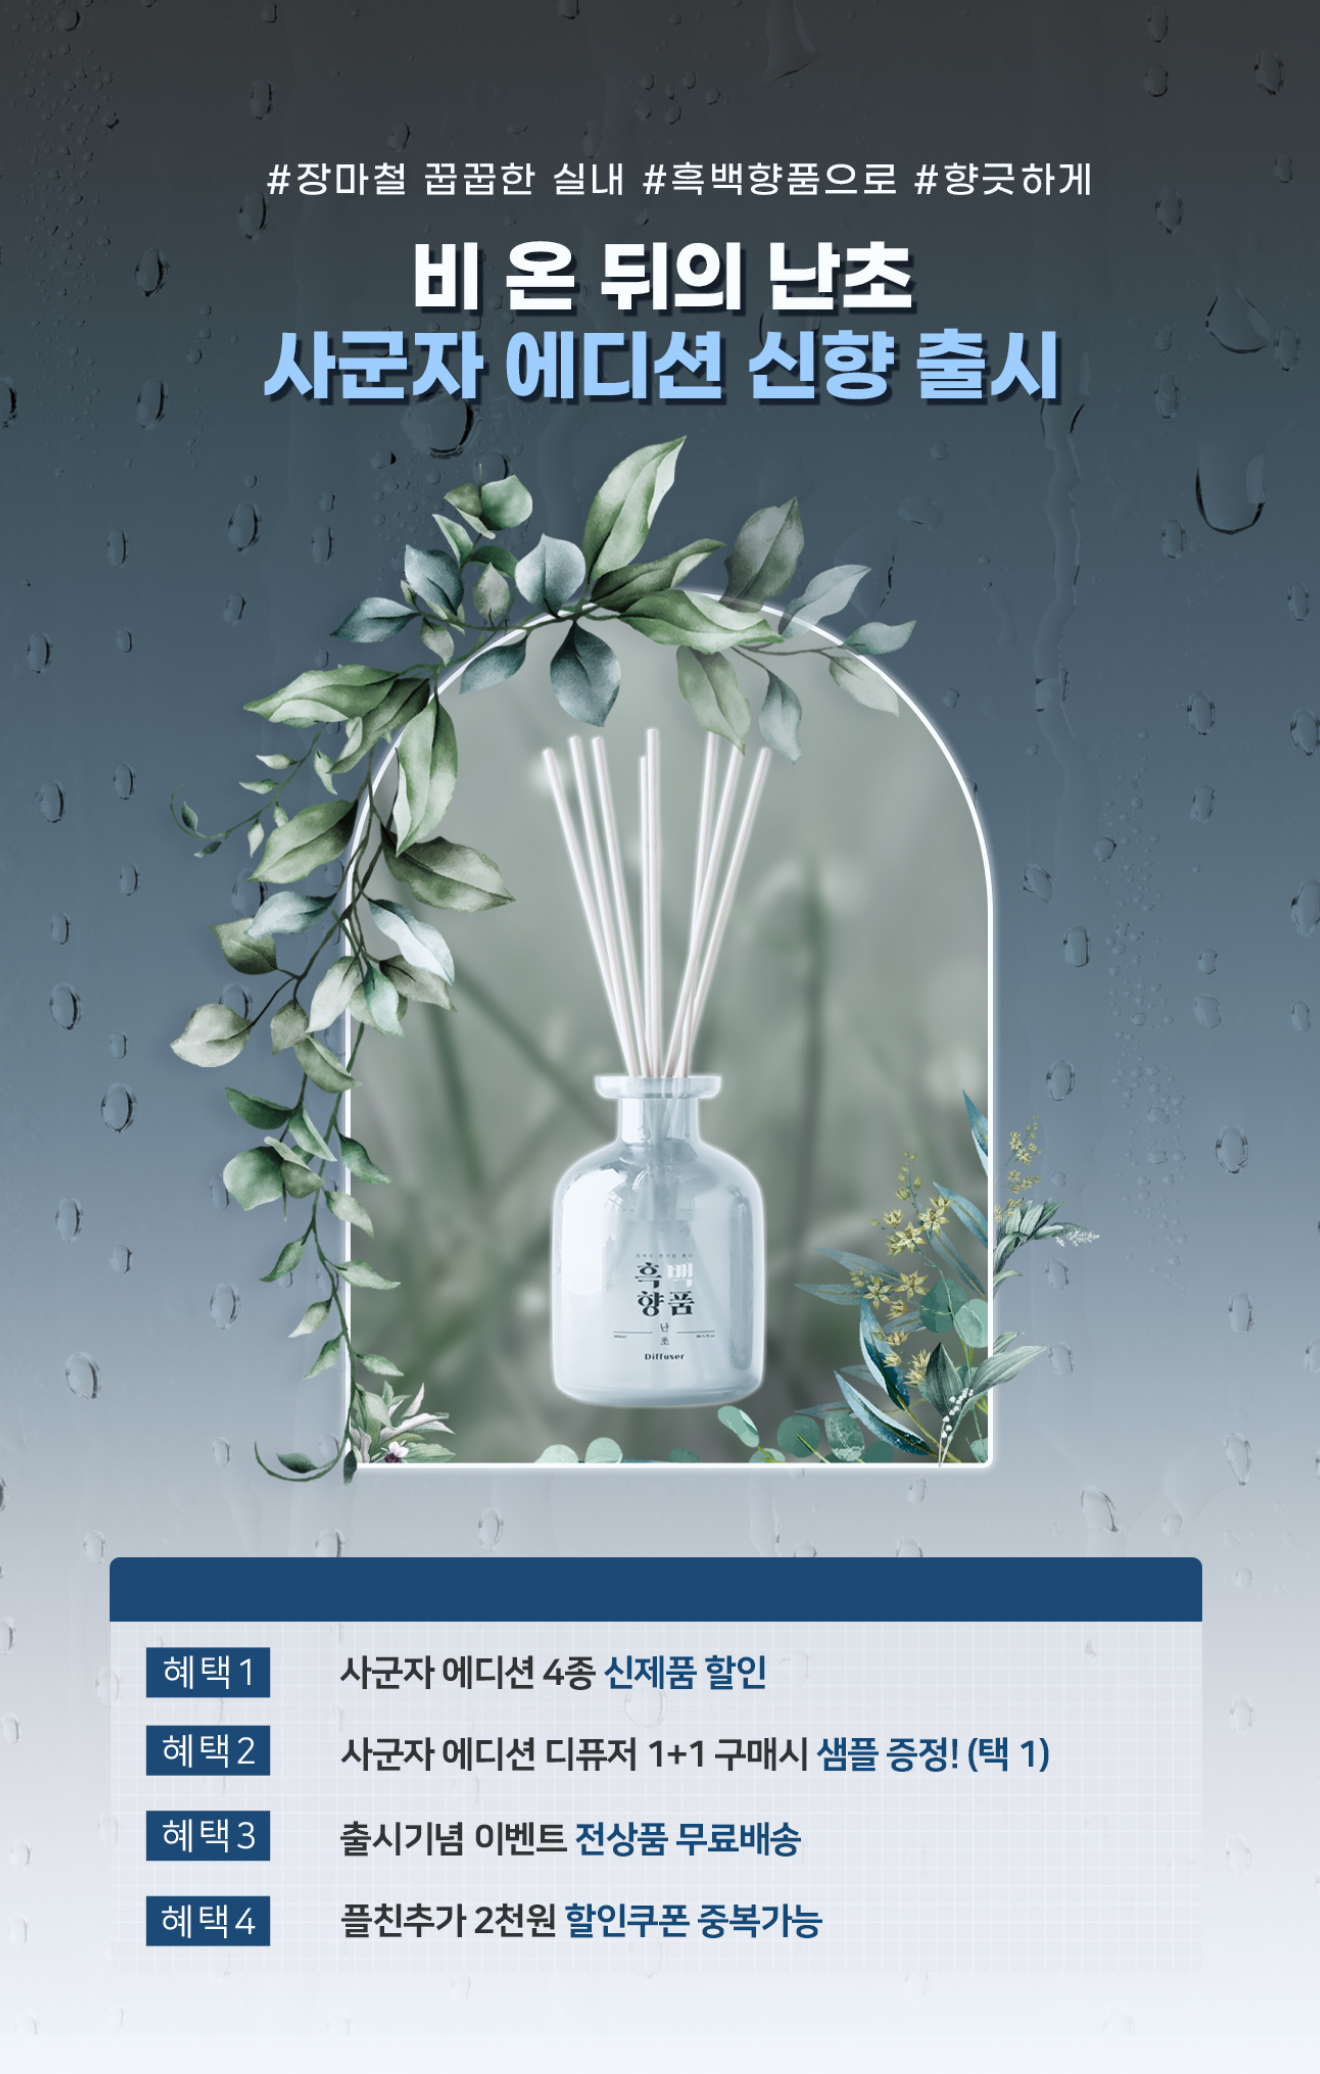 #장마철 꿉꿉한 실내 #흑백향품으로 #향긋하게
비 온 뒤의 난초
사군자 에디션 신향 출시
흑백
향품
난
초
Diffuser
혜택1 사군자 에디션 4종 신제품 할인
혜택2 사군자 에디션 디퓨저 1+1 구매시 샘플 증정! (택 1)
혜택3 출시기념 이벤트 전상품 무료배송
혜택4 플친추가 2천원 할인쿠폰 중복가능